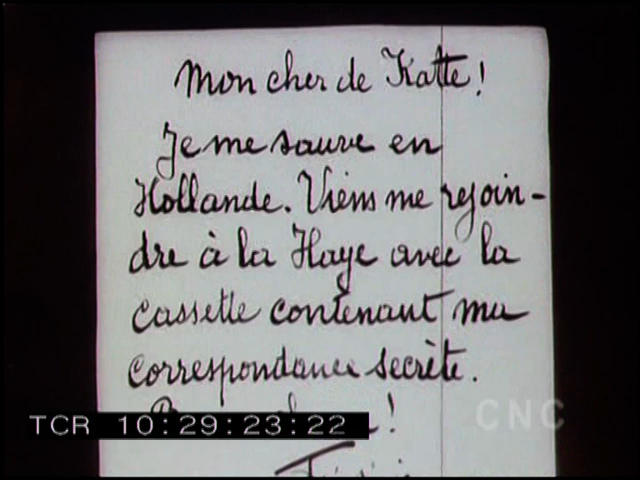 Mon cher de Katte!
Je me sauve en
Hollande. Viens me rejoin-
dre à la Haye avec la
cassette contenant ma
correspondance secrète.
!
TCR 10:29:23:22
CNC